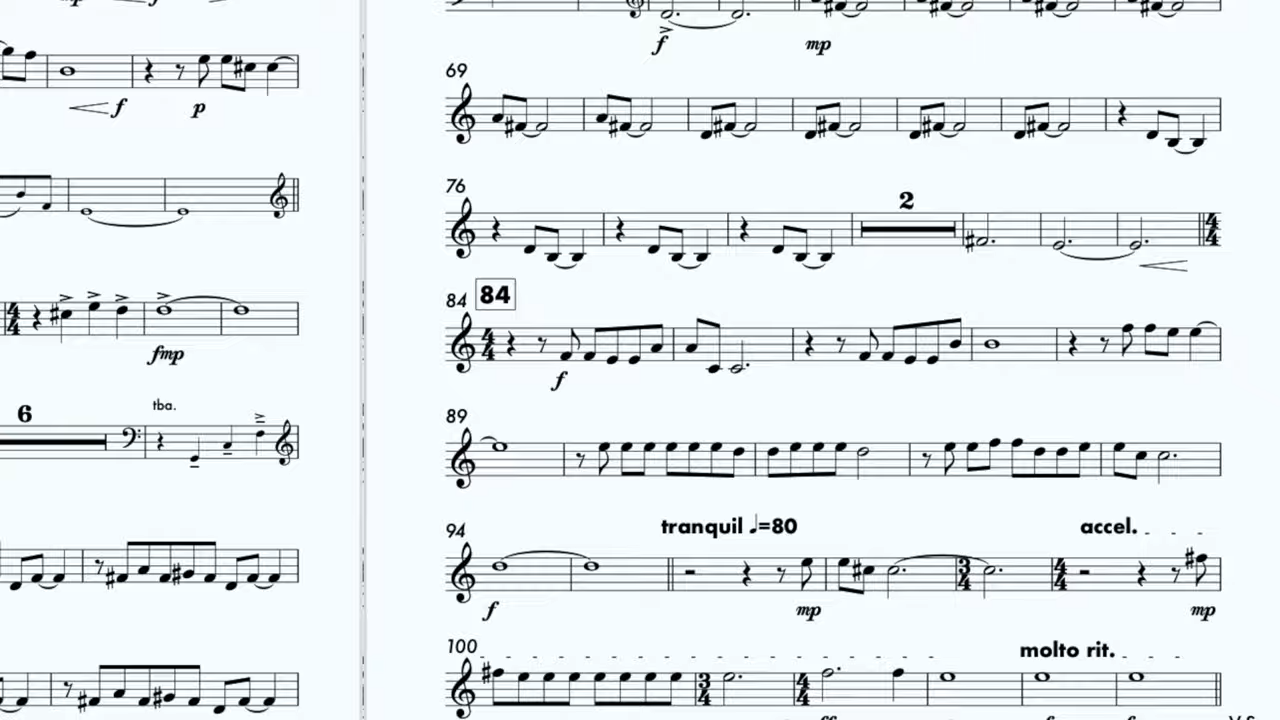 f
p
fmp
6
tba.
f
mp
69
76
2
84
84
f
89
94
tranquil ♩=80
accel.
f
mp
mp
100
molto rit.